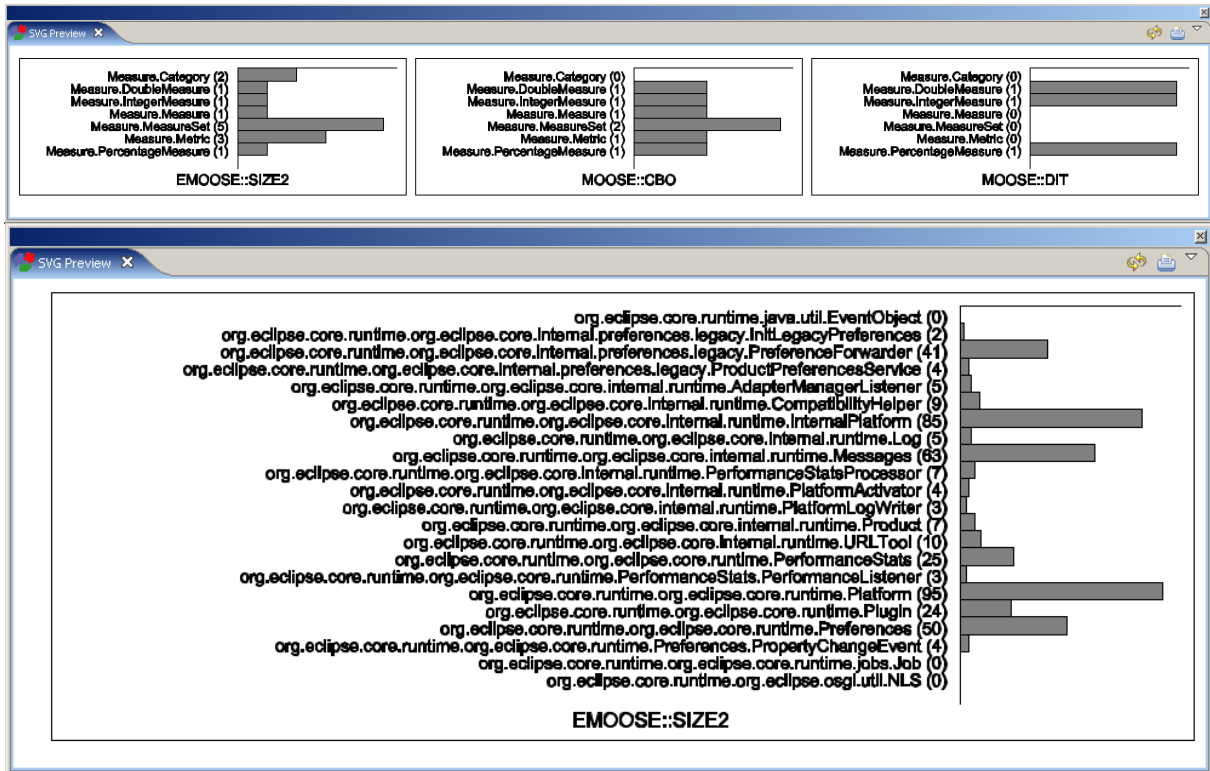 SVG Preview
Measure.Category (2)
Measure.DoubleMeasure (1)
Measure.IntegerMeasure (1)
Measure.Measure (1)
Measure.MeasureSet (5)
Measure.Metric (3)
Measure.PercentageMeasure (1)
EMOOSE::SIZE2
Measure.Category (0)
Measure.DoubleMeasure (1)
Measure.IntegerMeasure (1)
Measure.Measure (1)
Measure.MeasureSet (2)
Measure.Metric (1)
Measure.PercentageMeasure (1)
MOOSE::CBO
Measure.Category (0)
Measure.DoubleMeasure (1)
Measure.IntegerMeasure (1)
Measure.Measure (0)
Measure.MeasureSet (0)
Measure.Metric (0)
Measure.PercentageMeasure (1)
MOOSE::DIT
SVG Preview
org.eclipse.core.runtime.java.util.EventObject (0)
org.eclipse.core.runtime.org.eclipse.core.internal.preferences.legacy.InitLegacyPreferences (2)
org.eclipse.core.runtime.org.eclipse.core.internal.preferences.legacy.PreferenceForwarder (41)
org.eclipse.core.runtime.org.eclipse.core.internal.preferences.legacy.ProductPreferencesService (4)
org.eclipse.core.runtime.org.eclipse.core.internal.runtime.AdapterManagerListener (5)
org.eclipse.core.runtime.org.eclipse.core.internal.runtime.CompatibilityHelper (9)
org.eclipse.core.runtime.org.eclipse.core.internal.runtime.InternalPlatform (85)
org.eclipse.core.runtime.org.eclipse.core.internal.runtime.Log (5)
org.eclipse.core.runtime.org.eclipse.core.internal.runtime.Messages (63)
org.eclipse.core.runtime.org.eclipse.core.internal.runtime.PerformanceStatsProcessor (7)
org.eclipse.core.runtime.org.eclipse.core.internal.runtime.PlatformActivator (4)
org.eclipse.core.runtime.org.eclipse.core.internal.runtime.PlatformLogWriter (3)
org.eclipse.core.runtime.org.eclipse.core.internal.runtime.Product (7)
org.eclipse.core.runtime.org.eclipse.core.internal.runtime.URLTool (10)
org.eclipse.core.runtime.org.eclipse.core.runtime.PerformanceStats (25)
org.eclipse.core.runtime.org.eclipse.core.runtime.PerformanceStats.PerformanceListener (3)
org.eclipse.core.runtime.org.eclipse.core.runtime.Platform (95)
org.eclipse.core.runtime.org.eclipse.core.runtime.Plugin (24)
org.eclipse.core.runtime.org.eclipse.core.runtime.Preferences (50)
org.eclipse.core.runtime.org.eclipse.core.runtime.Preferences.PropertyChangeEvent (4)
org.eclipse.core.runtime.org.eclipse.core.runtime.jobs.Job (0)
org.eclipse.core.runtime.org.eclipse.osgi.util.NLS (0)
EMOOSE::SIZE2